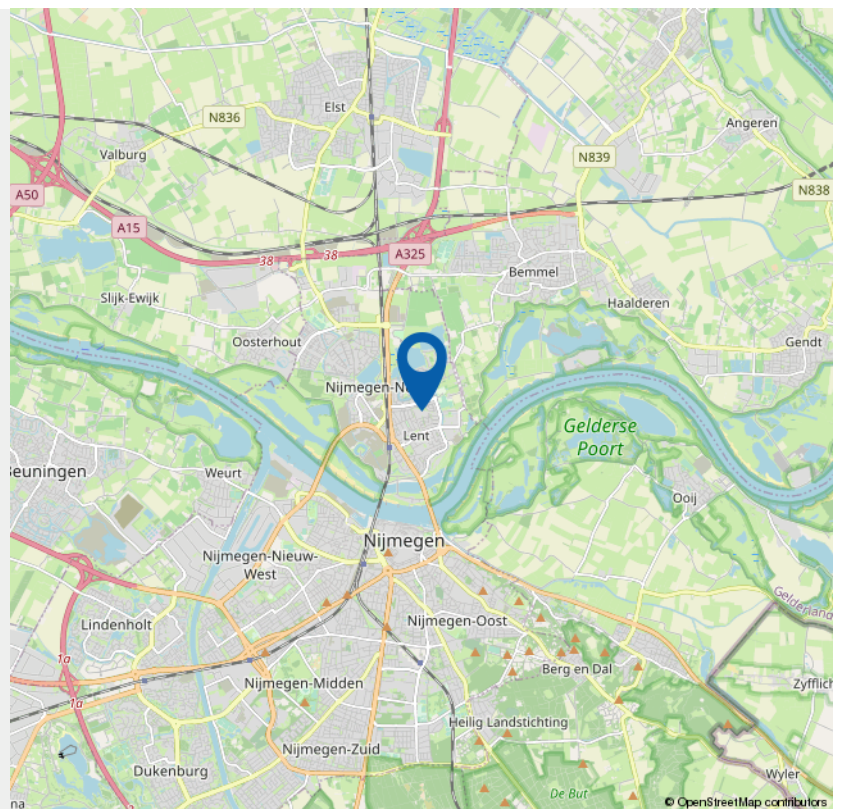 Elst
N836
Angeren
Valburg
N839
A50
N838
A15
A325
38
38
Bemmel
Slijk-Ewijk
Haalderen
Oosterhout
Gendt
Nijmegen-N
Lent
Gelderse
Poort
Beuningen
Weurt
Ooij
Nijmegen
Nijmegen-Nieuw-
West
Gelderland
Lindenholt
Nijmegen-Oost
1a
Berg en Dal
Nijmegen-Midden
Zyfflich
1a
Heilig Landstichting
Nijmegen-Zuid
Dukenburg
Wyler
De But
na
© OpenStreetMap contributors